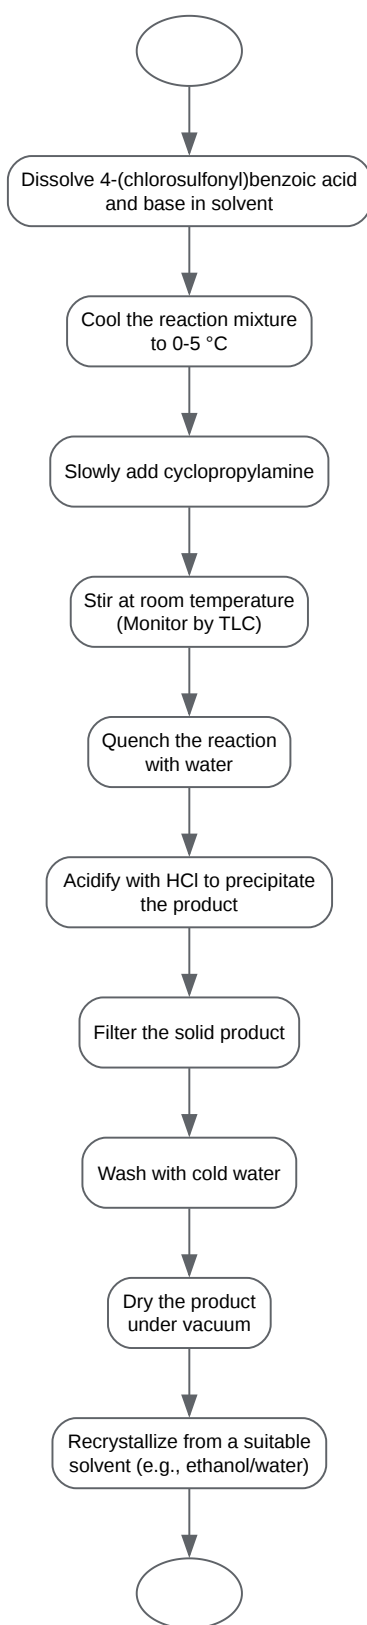 Dissolve 4-(chlorosulfonyl)benzoic acid
and base in solvent
Cool the reaction mixture
to 0-5 °C
Slowly add cyclopropylamine
Stir at room temperature
(Monitor by TLC)
Quench the reaction
with water
Acidify with HCl to precipitate
the product
Filter the solid product
Wash with cold water
Dry the product
under vacuum
Recrystallize from a suitable
solvent (e.g., ethanol/water)